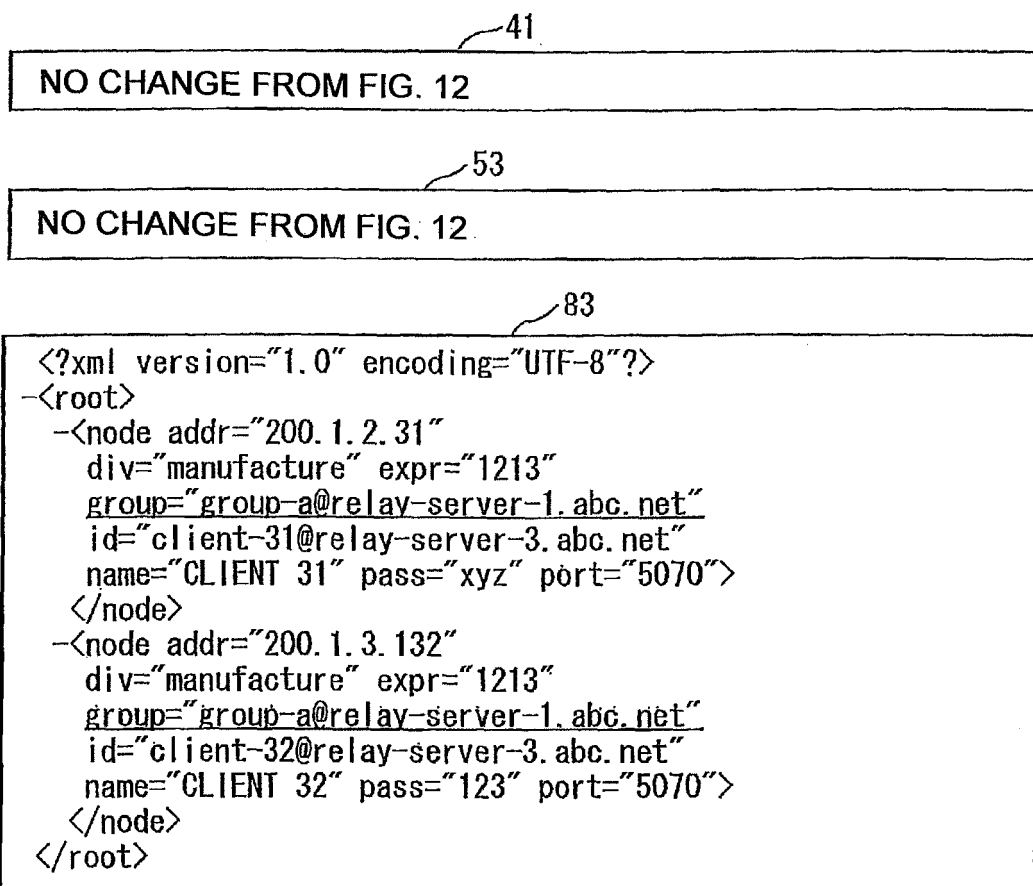 41
NO CHANGE FROM FIG. 12
53
NO CHANGE FROM FIG. 12
83
<?xml version="1.0" encoding="UTF-8"?>
-<root>
-<node addr="200.1.2.31"
div="manufacture" expr="1213"
group="group-a@relay-server-1.abc.net"
id="client-31@relay-server-3.abc.net"
name="CLIENT 31" pass="xyz" port="5070">
</node>
-<node addr="200.1.3.132"
div="manufacture" expr="1213"
group="group-a@relay-server-1.abc.net"
id="client-32@relay-server-3.abc.net"
name="CLIENT 32" pass="123" port="5070">
</node>
</root>